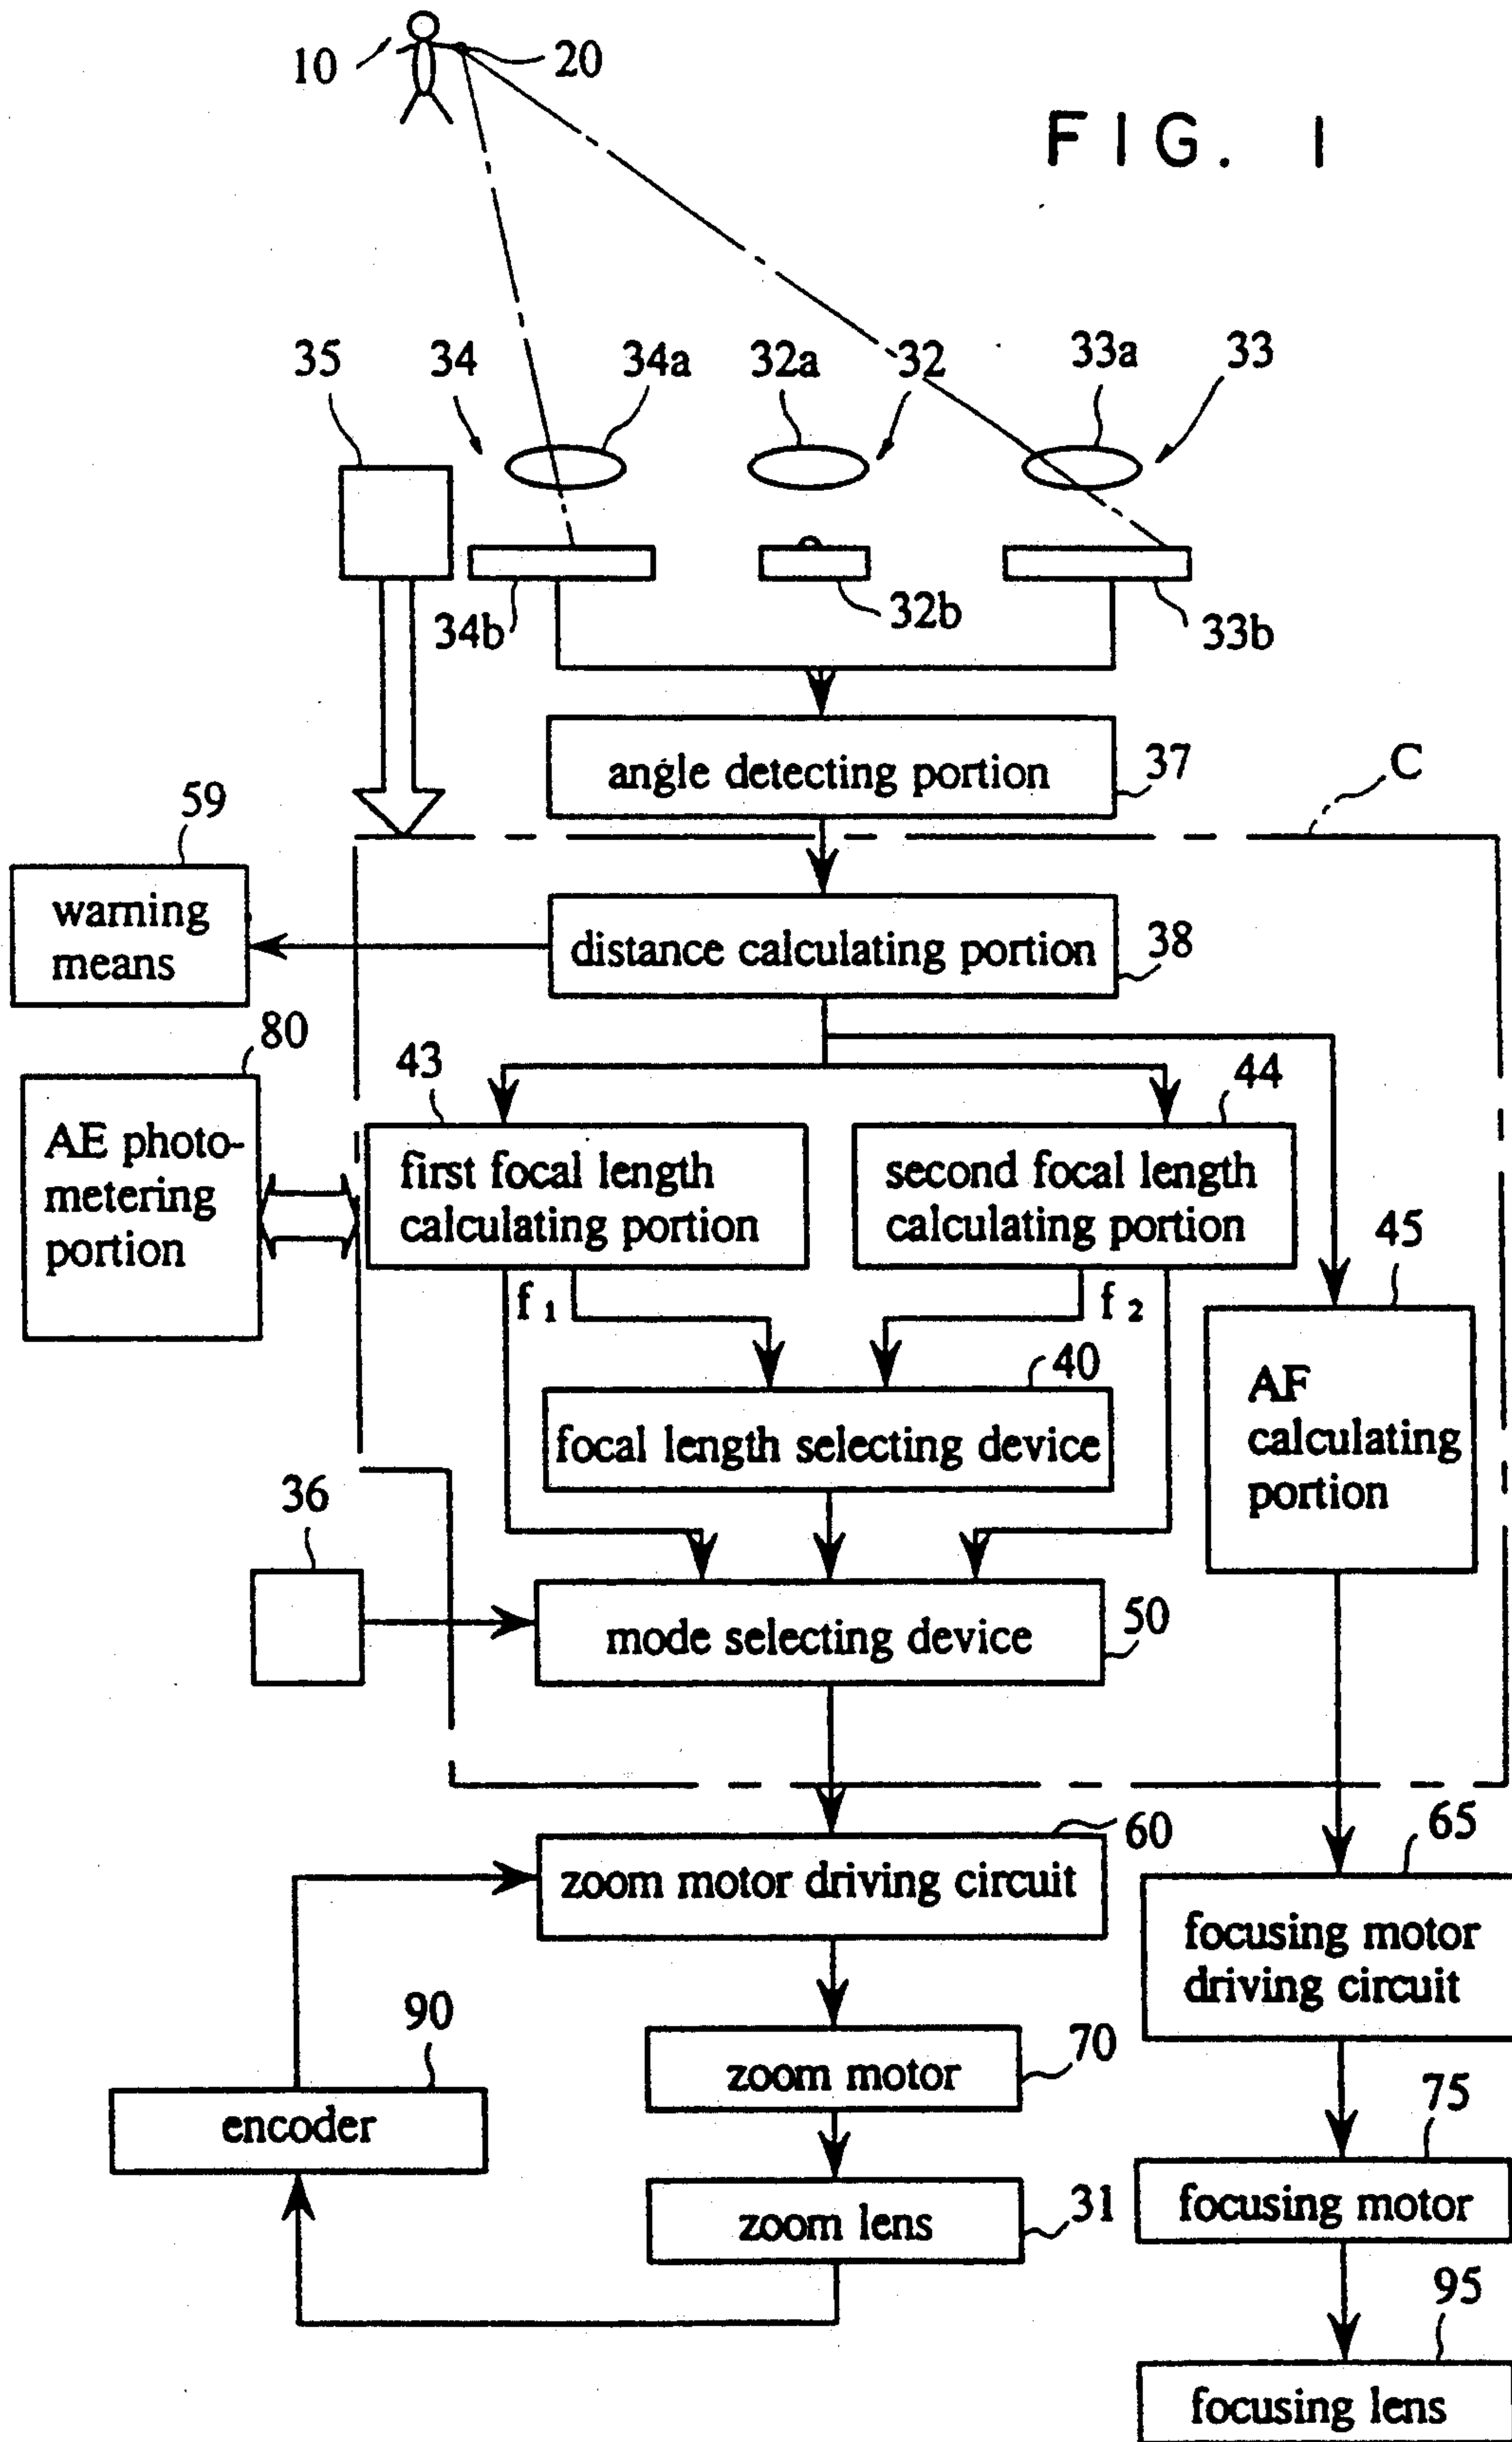 10
20
FIG. 1
35
34
34a
32a
32
33a
33
34b
32b
33b
angle detecting portion
37
C
59
warning
means
distance calculating portion
38
80
AE photo-
metering
portion
43
first focal length
calculating portion
44
second focal length
calculating portion
45
AF
calculating
portion
f1
f2
40
focal length selecting device
36
mode selecting device
50
60
zoom motor driving circuit
65
focusing motor
driving circuit
90
encoder
zoom motor
70
75
focusing motor
zoom lens
31
95
focusing lens